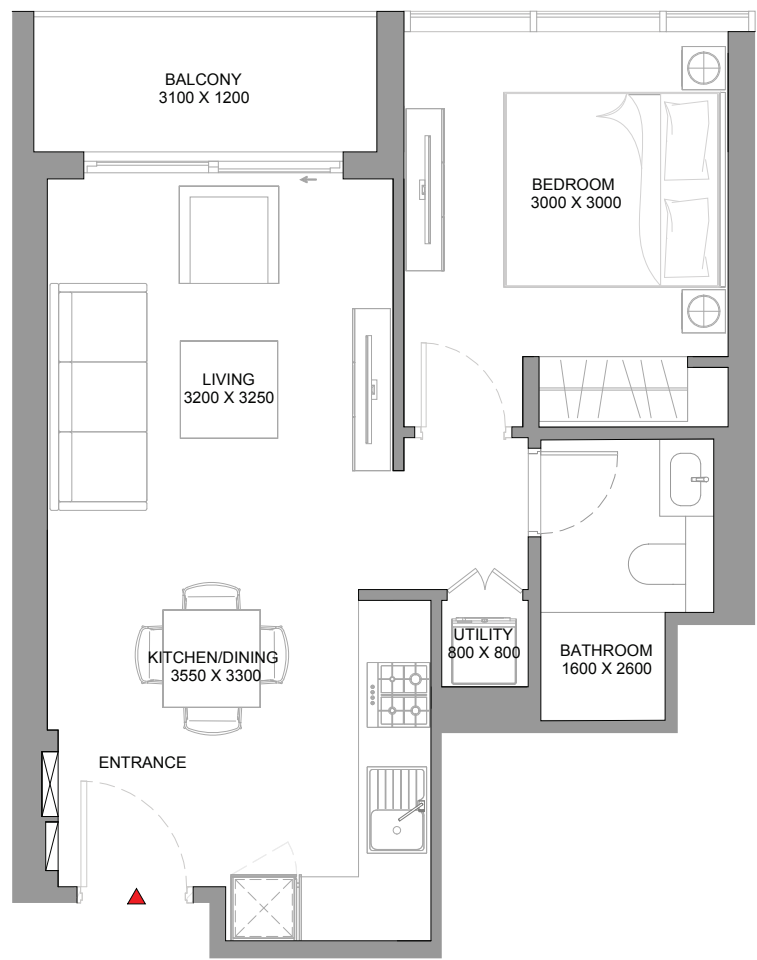 BALCONY
3100 X 1200
BEDROOM
3000 X 3000
LIVING
3200 X 3250
UTILITY
800 X 800
KITCHEN/DINING
3550 X 3300
BATHROOM
1600 X 2600
ENTRANCE